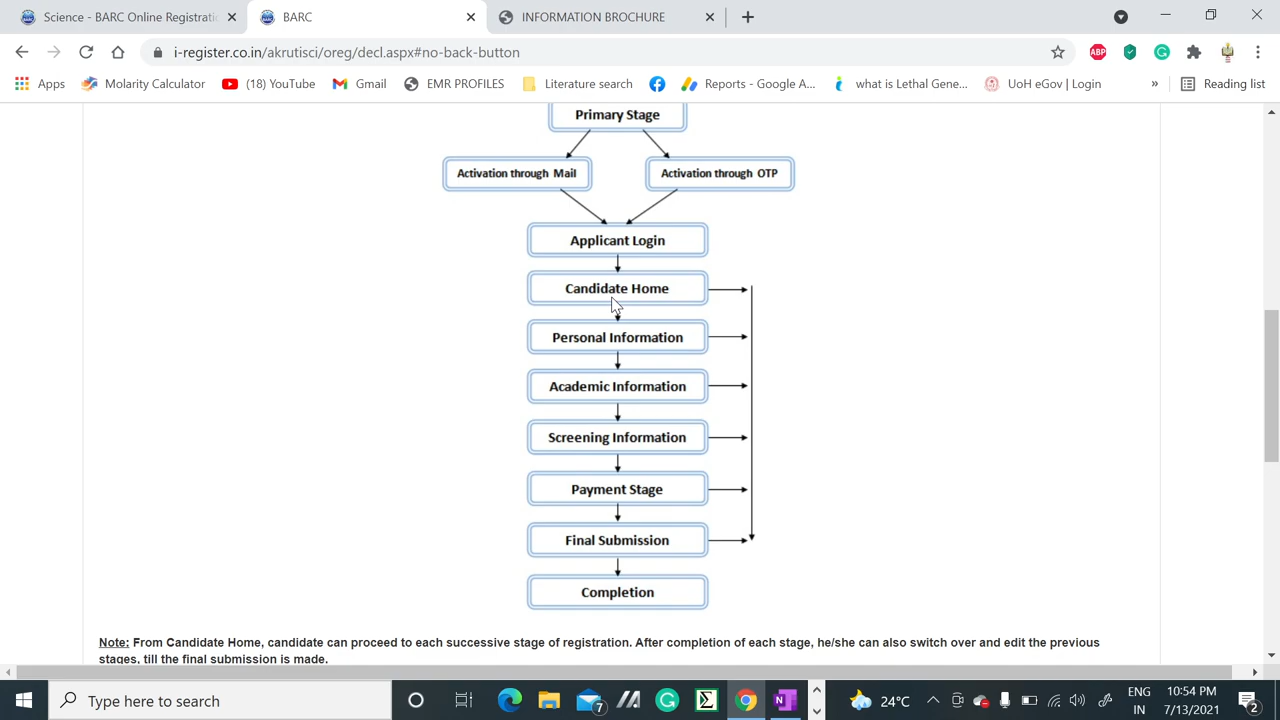 Science - BARC Online Registratio
BARC
INFORMATION BROCHURE
i-register.co.in/akrutisci/oreg/decl.aspx#no-back-button
ABP
Apps
Molarity Calculator
(18) YouTube
Gmail
EMR PROFILES
Literature search
Reports - Google A...
what is Lethal Gene...
UoH eGov | Login
»
Reading list
Primary Stage
Activation through Mail
Activation through OTP
Applicant Login
Candidate Home
Personal Information
Academic Information
Screening Information
Payment Stage
Final Submission
Completion
Note: From Candidate Home, candidate can proceed to each successive stage of registration. After completion of each stage, he/she can also switch over and edit the previous
stages, till the final submission is made.
Type here to search
7
24°C
ENG
IN
10:54 PM
7/13/2021
2